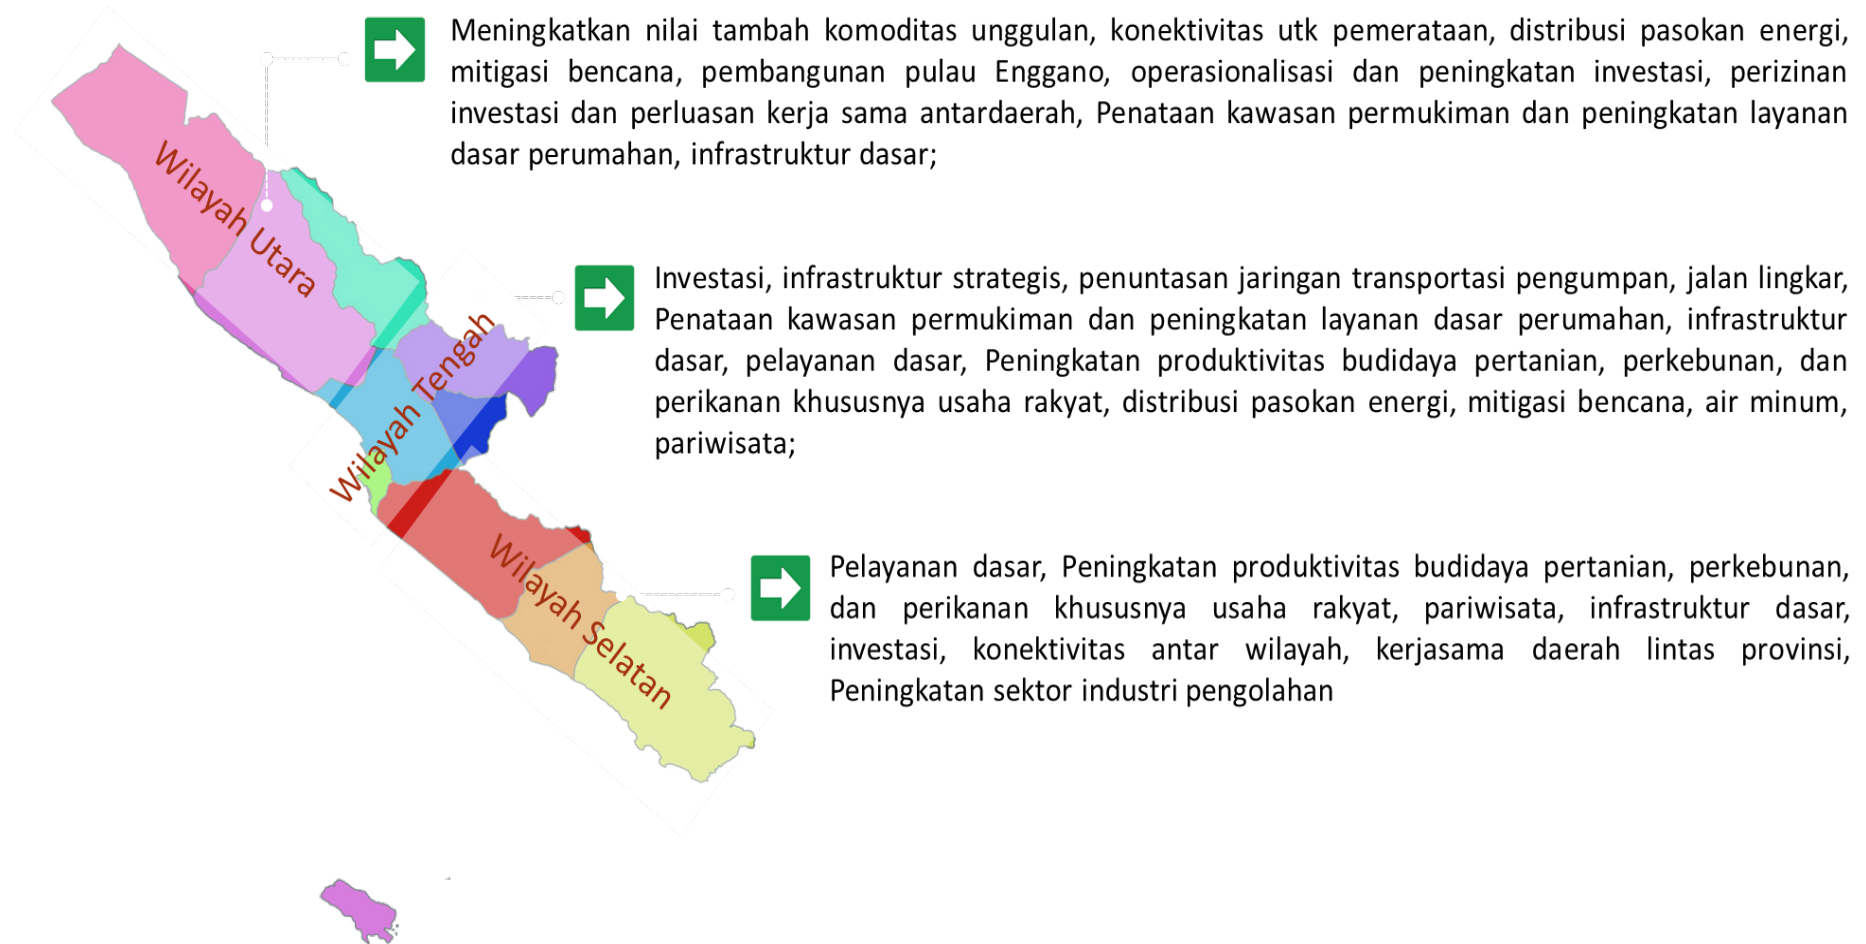 Meningkatkan nilai tambah komoditas unggulan, konektivitas utk pemerataan, distribusi pasokan energi,
mitigasi bencana, pembangunan pulau Enggano, operasionalisasi dan peningkatan investasi, perizinan
investasi dan perluasan kerja sama antardaerah, Penataan kawasan permukiman dan peningkatan layanan
dasar perumahan, infrastruktur dasar;
Wilayah Utara
Investasi, infrastruktur strategis, penuntasan jaringan transportasi pengumpan, jalan lingkar,
Penataan kawasan permukiman dan peningkatan layanan dasar perumahan, infrastruktur
dasar, pelayanan dasar, Peningkatan produktivitas budidaya pertanian, perkebunan, dan
perikanan khususnya usaha rakyat, distribusi pasokan energi, mitigasi bencana, air minum,
pariwisata;
Wilayah Tengah
Pelayanan dasar, Peningkatan produktivitas budidaya pertanian, perkebunan,
dan perikanan khususnya usaha rakyat, pariwisata, infrastruktur dasar,
investasi, konektivitas antar wilayah, kerjasama daerah lintas provinsi,
Peningkatan sektor industri pengolahan
Wilayah Selatan